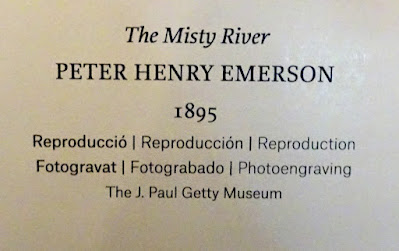 The Misty River
PETER HENRY EMERSON
1895
Reproducció | Reproducción | Reproduction
Fotogravat | Fotograbado | Photoengraving
The J. Paul Getty Museum